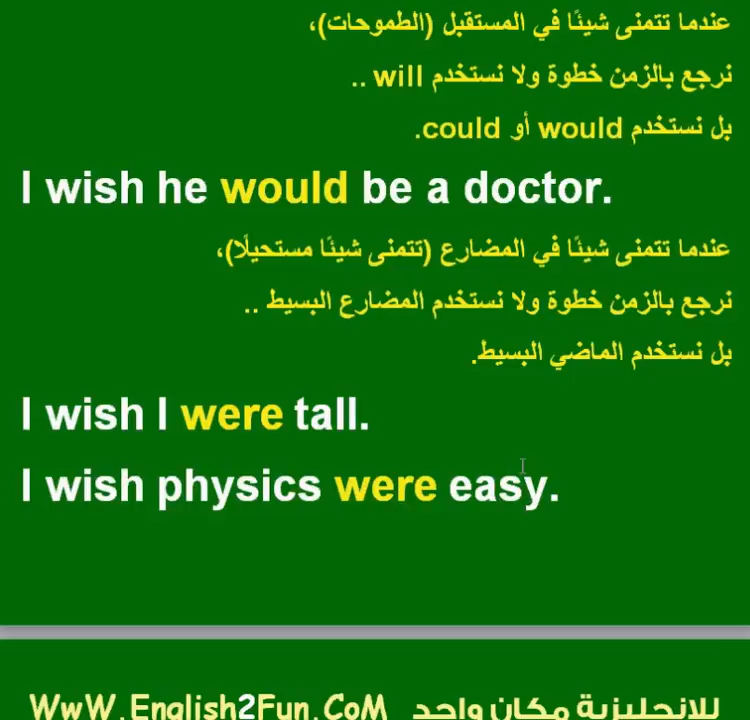 عندما تتمنى شيئًا في المستقبل (الطموحات)،
نرجع بالزمن خطوة ولا نستخدم will ..
بل نستخدم would أو could.
I wish he would be a doctor.
عندما تتمنى شيئًا في المضارع (تتمنى شيئًا مستحيلًا)،
نرجع بالزمن خطوة ولا نستخدم المضارع البسيط ..
بل نستخدم الماضي البسيط.
I wish I were tall.
I wish physics were easy.
WwW.English2Fun.CoM للإنجليزية مكان واحد